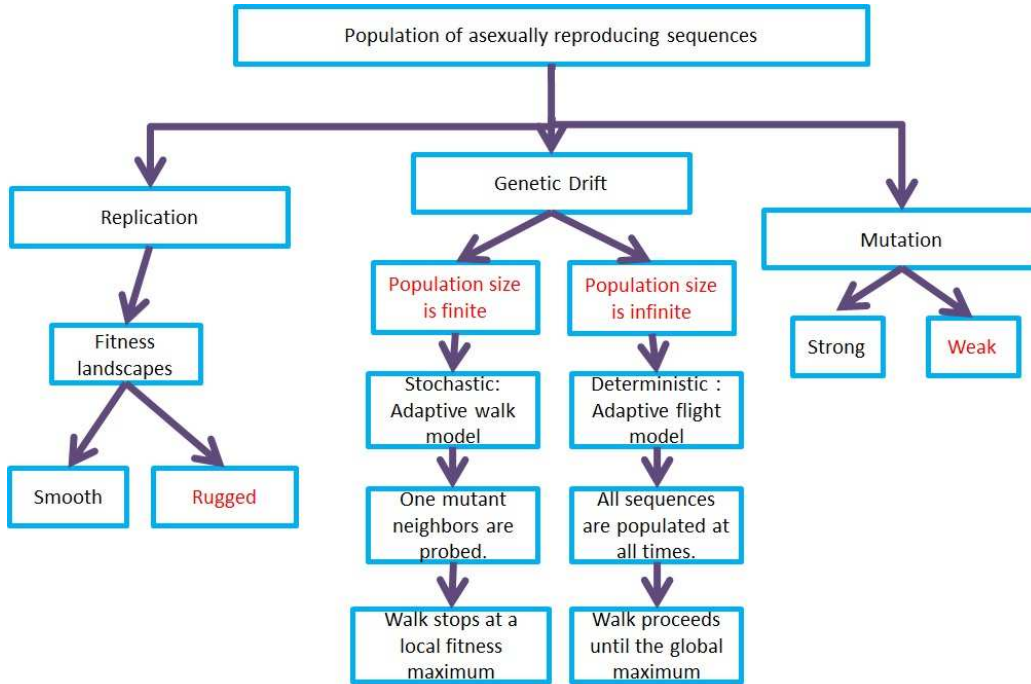 Population of asexually reproducing sequences
Replication
Genetic Drift
Mutation
Fitness
landscapes
Smooth
Rugged
Population size
is finite
Stochastic:
Adaptive walk
model
One mutant
neighbors are
probed.
Walk stops at a
local fitness
maximum
Population size
is infinite
Deterministic :
Adaptive flight
model
All sequences
are populated at
all times.
Walk proceeds
until the global
maximum
Strong
Weak